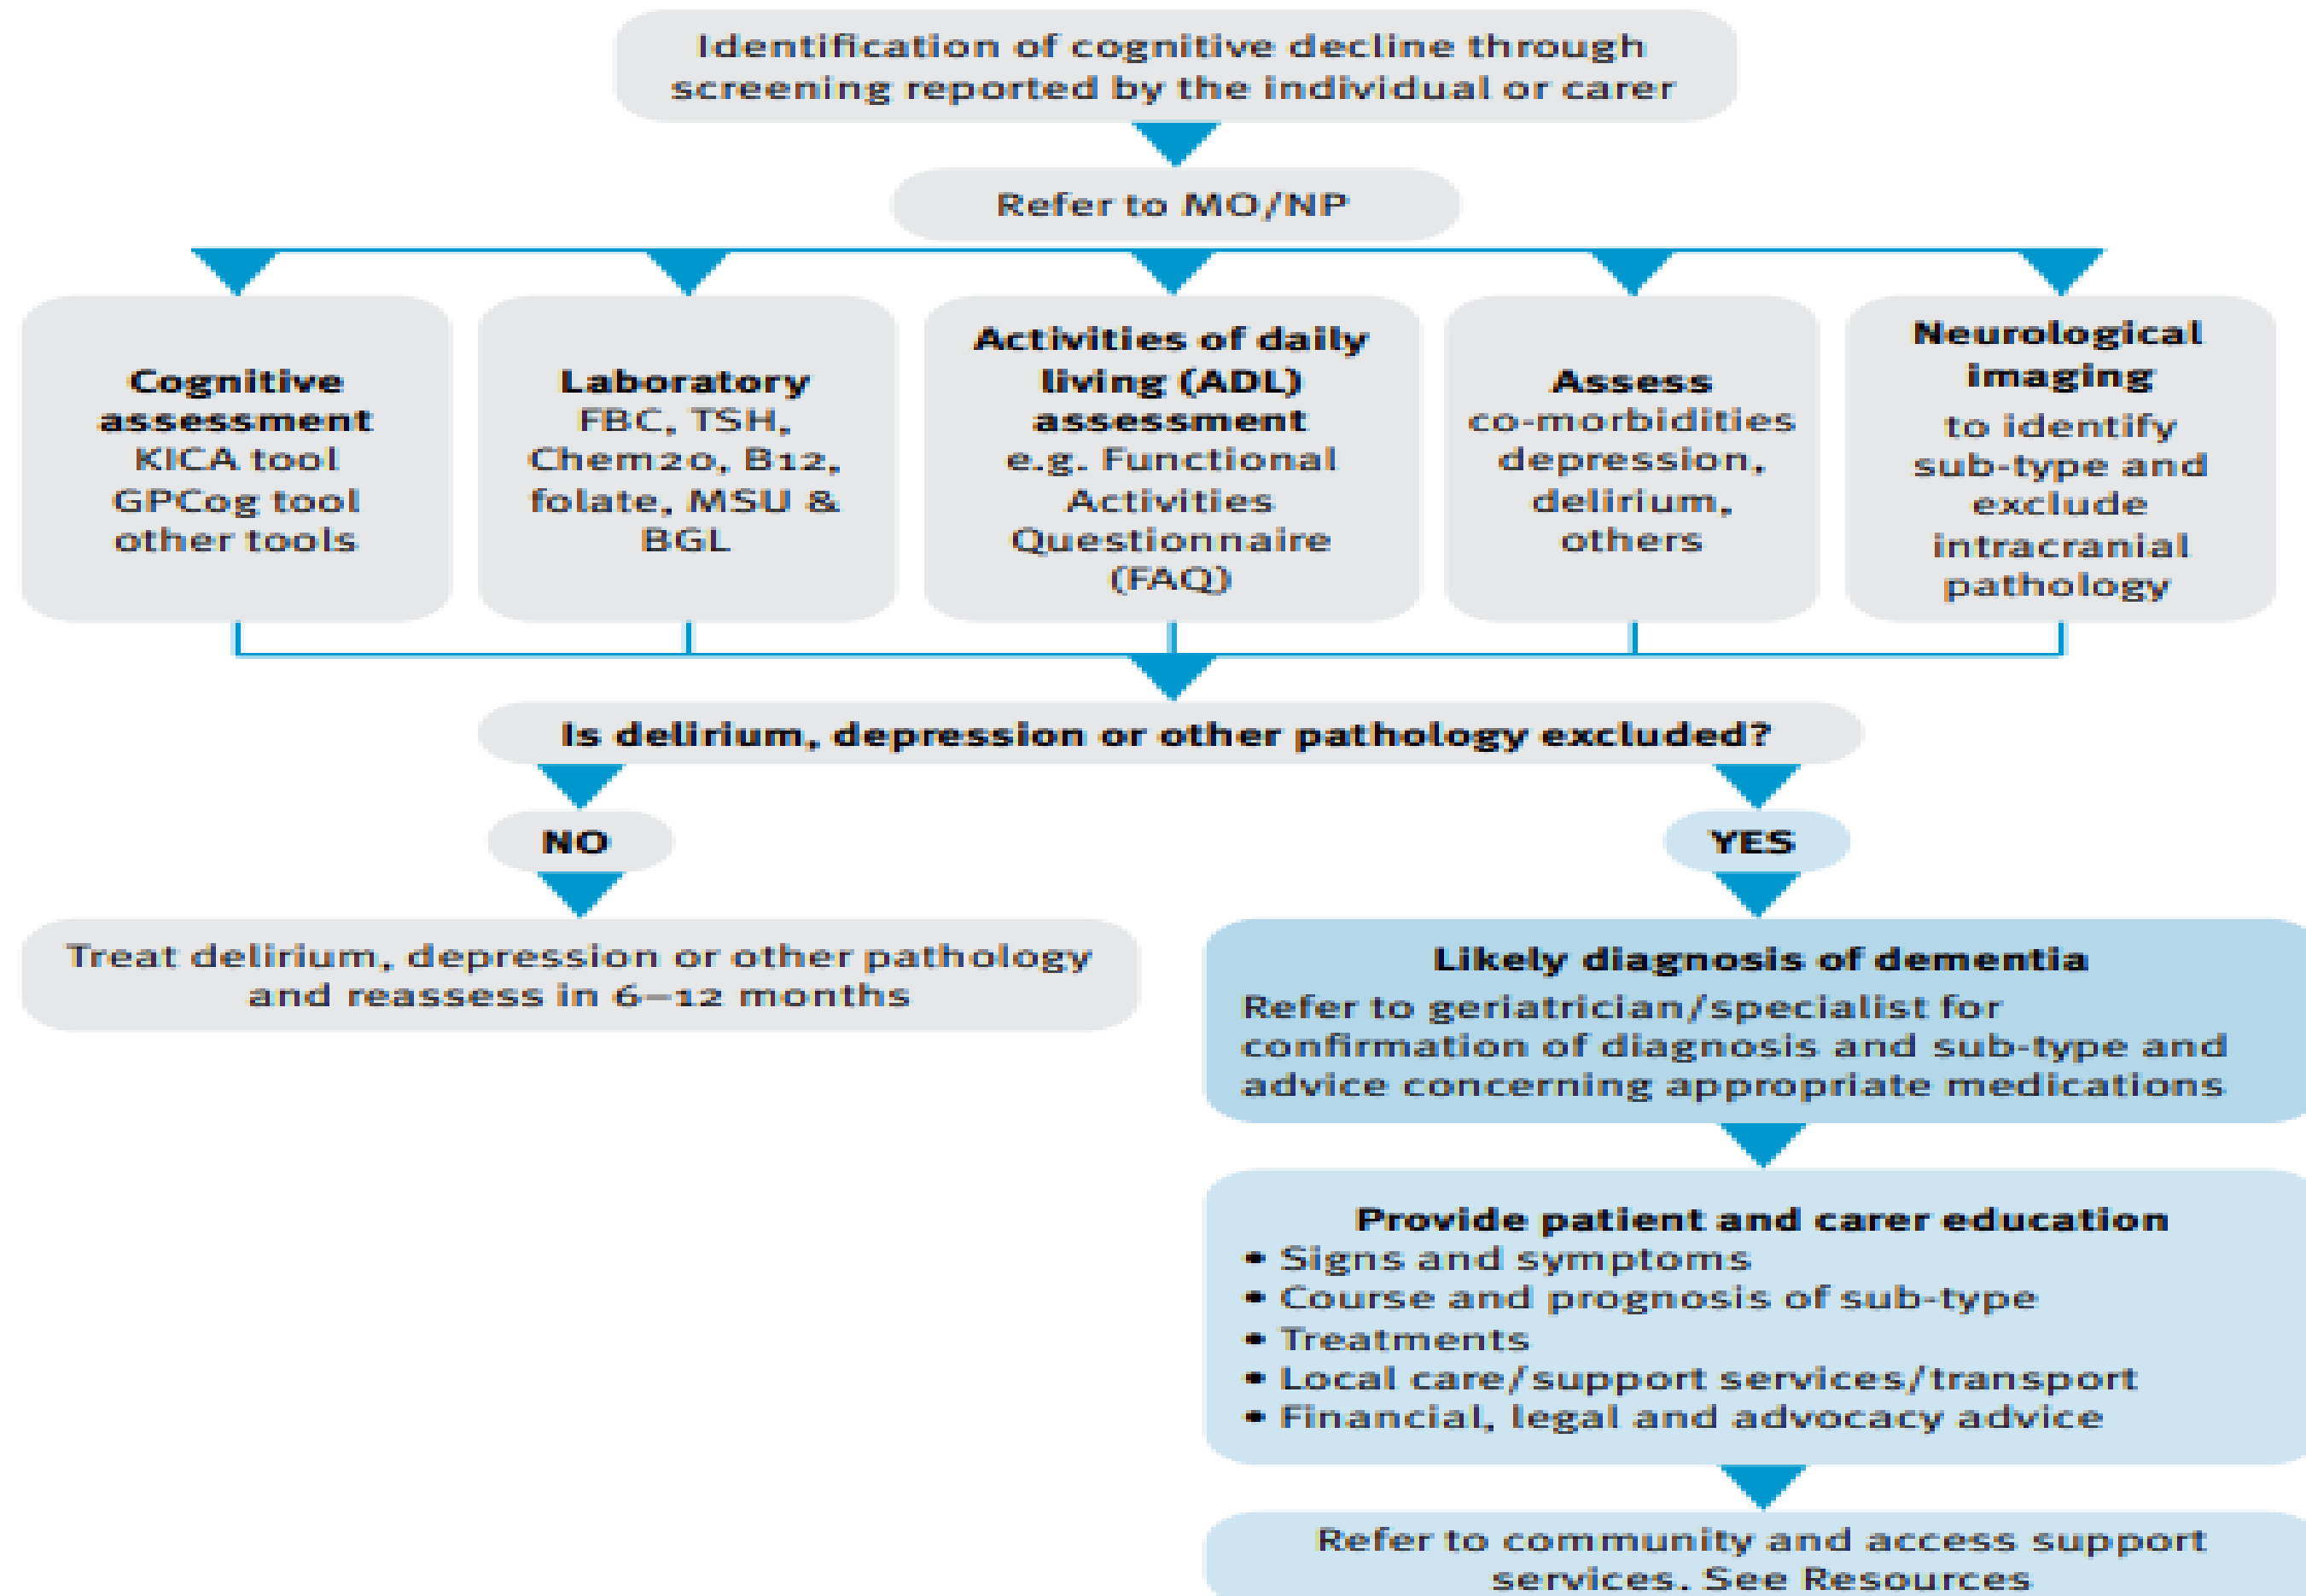 Identification of cognitive decline through
screening reported by the individual or carer
Refer to MO/NP
Cognitive
assessment
KICA tool
GPCog tool
other tools
Laboratory
FBC, TSH,
Chem20, B12,
folate, MSU &
BGL
Activities of daily
living (ADL)
assessment
e.g. Functional
Activities
Questionnaire
(FAQ)
Assess
co-morbidities
depression,
delirium,
others
Neurological
imaging
to identify
sub-type and
exclude
intracranial
pathology
Is delirium, depression or other pathology excluded?
NO
YES
Treat delirium, depression or other pathology
and reassess in 6–12 months
Likely diagnosis of dementia
Refer to geriatrician/specialist for
confirmation of diagnosis and sub-type and
advice concerning appropriate medications
Provide patient and carer education
• Signs and symptoms
• Course and prognosis of sub-type
• Treatments
• Local care/support services/transport
• Financial, legal and advocacy advice
Refer to community and access support
services. See Resources